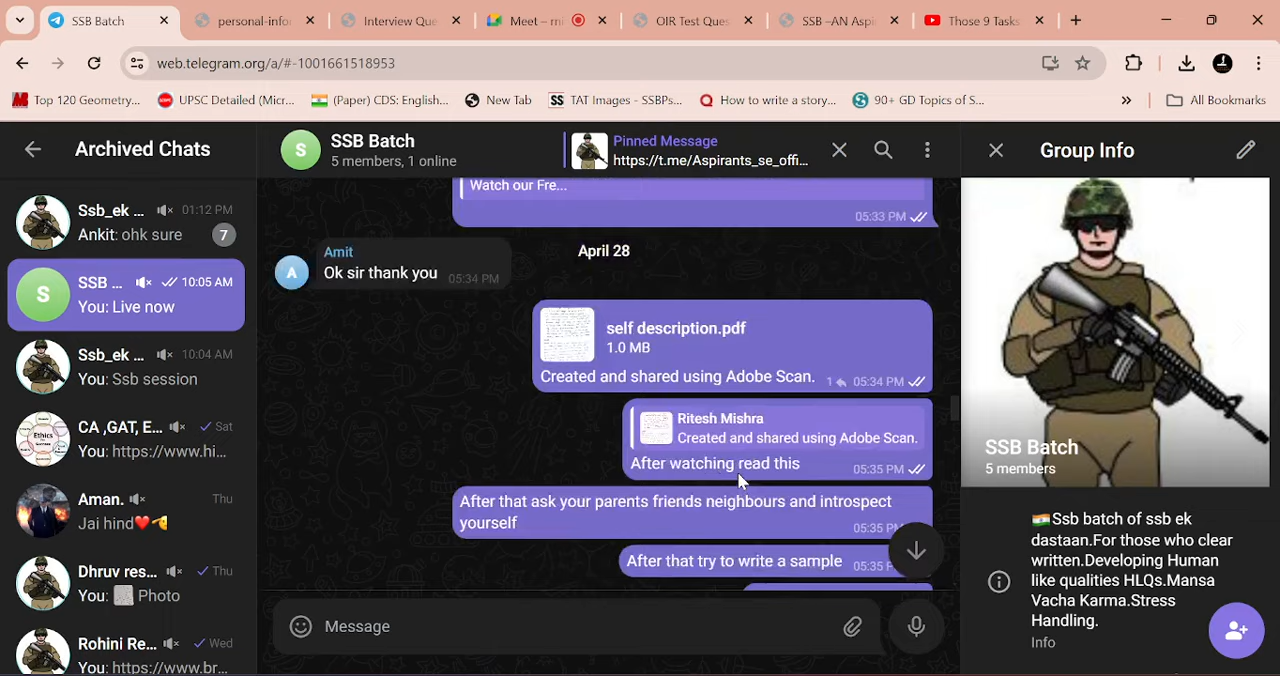 SSB Batch
personal-info
Interview Que
Meet – rni
OIR Test Ques
SSB –AN Aspi
Those 9 Tasks
web.telegram.org/a/#-1001661518953
Top 120 Geometry...
UPSC Detailed (Micr...
(Paper) CDS: English...
New Tab
SS TAT Images - SSBPs...
How to write a story...
90+ GD Topics of S...
All Bookmarks
Archived Chats
Ssb_ek ...
01:12 PM
Ankit: ohk sure
7
S
SSB ...
10:05 AM
You: Live now
Ssb_ek ...
10:04 AM
You: Ssb session
CA ,GAT, E...
Sat
You: https://www.hi...
Aman.
Thu
Jai hind❤️🤙
Dhruv res...
Thu
You: Photo
Rohini Re...
Wed
You: https://www.br...
S
SSB Batch
5 members, 1 online
Pinned Message
https://t.me/Aspirants_se_offi...
Watch our Fre...
05:33 PM
April 28
A
Amit
Ok sir thank you
05:34 PM
self description.pdf
1.0 MB
Created and shared using Adobe Scan.
1
05:34 PM
Ritesh Mishra
Created and shared using Adobe Scan.
After watching read this
05:35 PM
After that ask your parents friends neighbours and introspect
yourself
05:35 PM
After that try to write a sample
05:35 P
Message
Group Info
SSB Batch
5 members
🇮🇳Ssb batch of ssb ek
dastaan.For those who clear
written.Developing Human
like qualities HLQs.Mansa
Vacha Karma.Stress
Handling.
Info